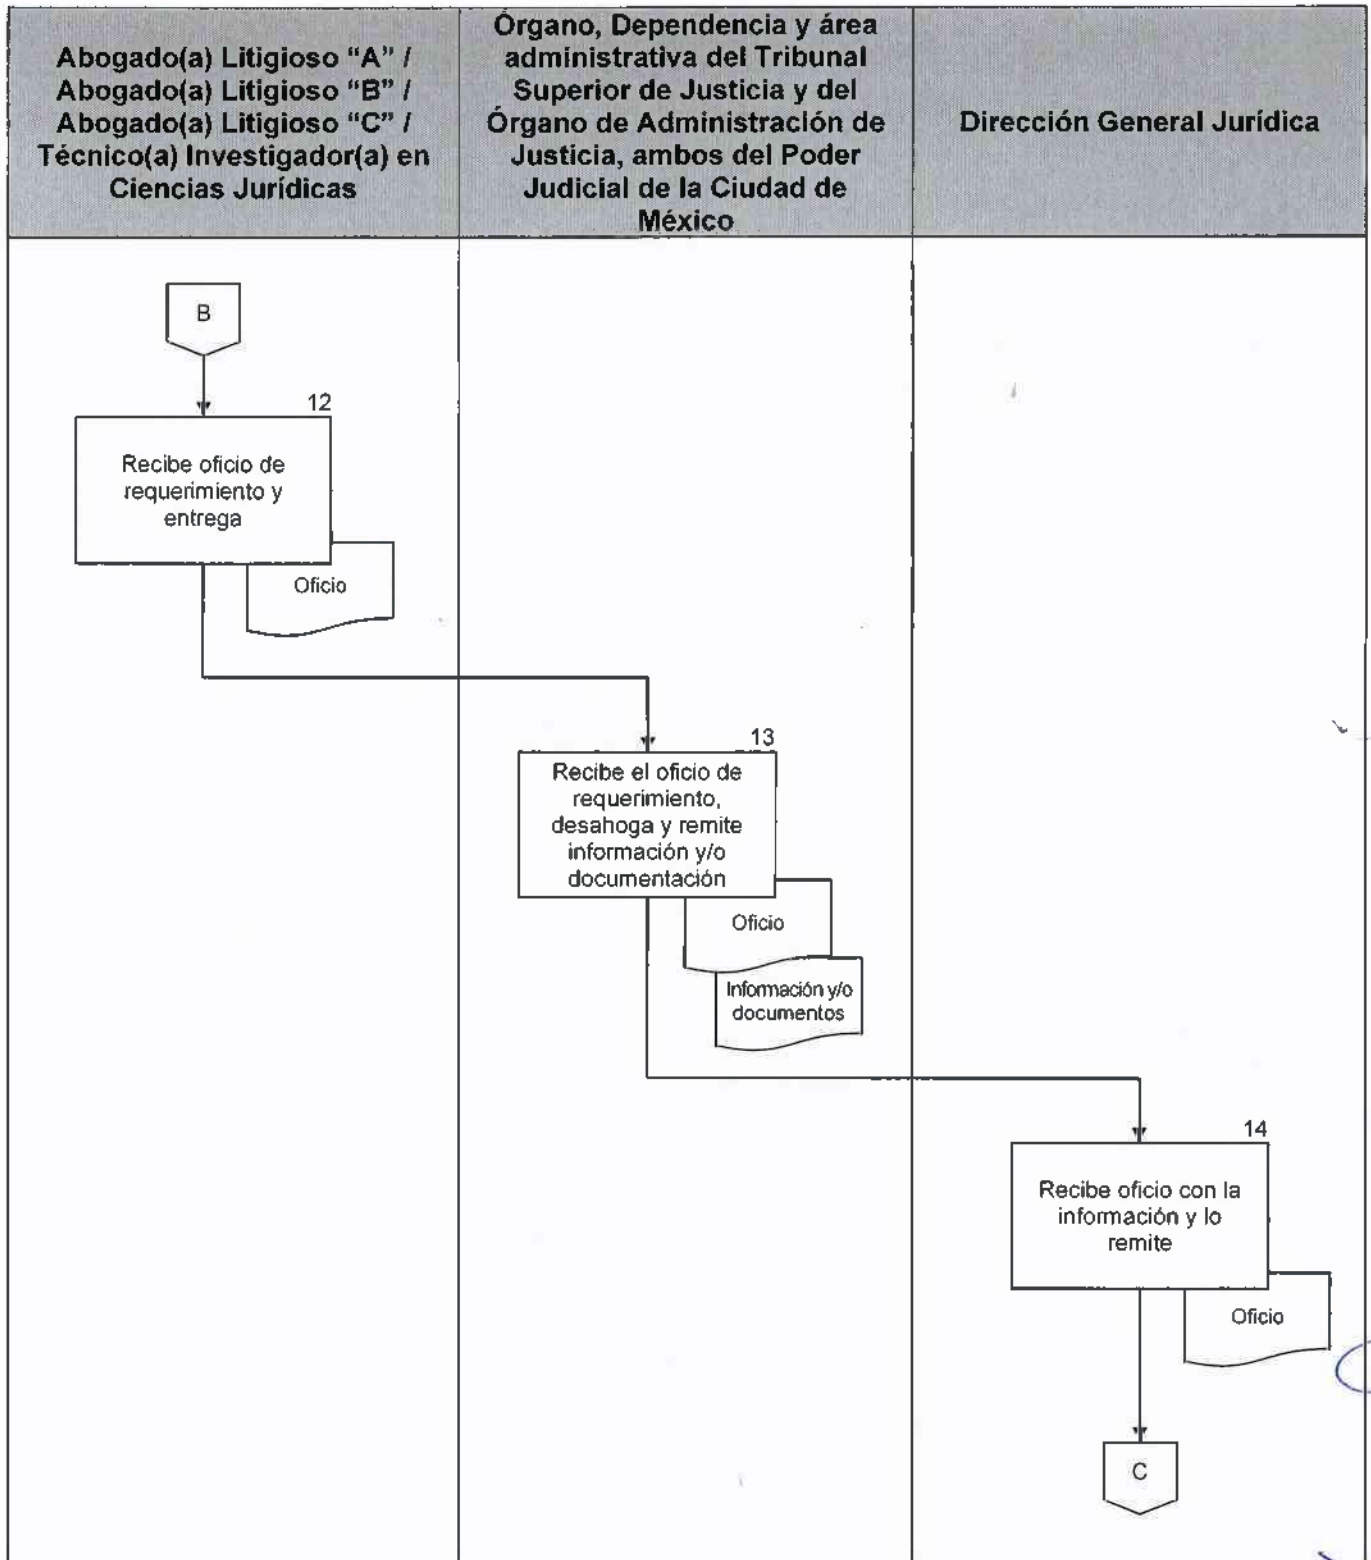 Abogado(a) Litigioso “A” /
Abogado(a) Litigioso “B” /
Abogado(a) Litigioso “C” /
Técnico(a) Investigador(a) en
Ciencias Jurídicas
Órgano, Dependencia y área
administrativa del Tribunal
Superior de Justicia y del
Órgano de Administración de
Justicia, ambos del Poder
Judicial de la Ciudad de
México
Dirección General Jurídica
B
12
Recibe oficio de
requerimiento y
entrega
Oficio
13
Recibe el oficio de
requerimiento,
desahoga y remite
información y/o
documentación
Oficio
Información y/o
documentos
14
Recibe oficio con la
información y lo
remite
Oficio
C